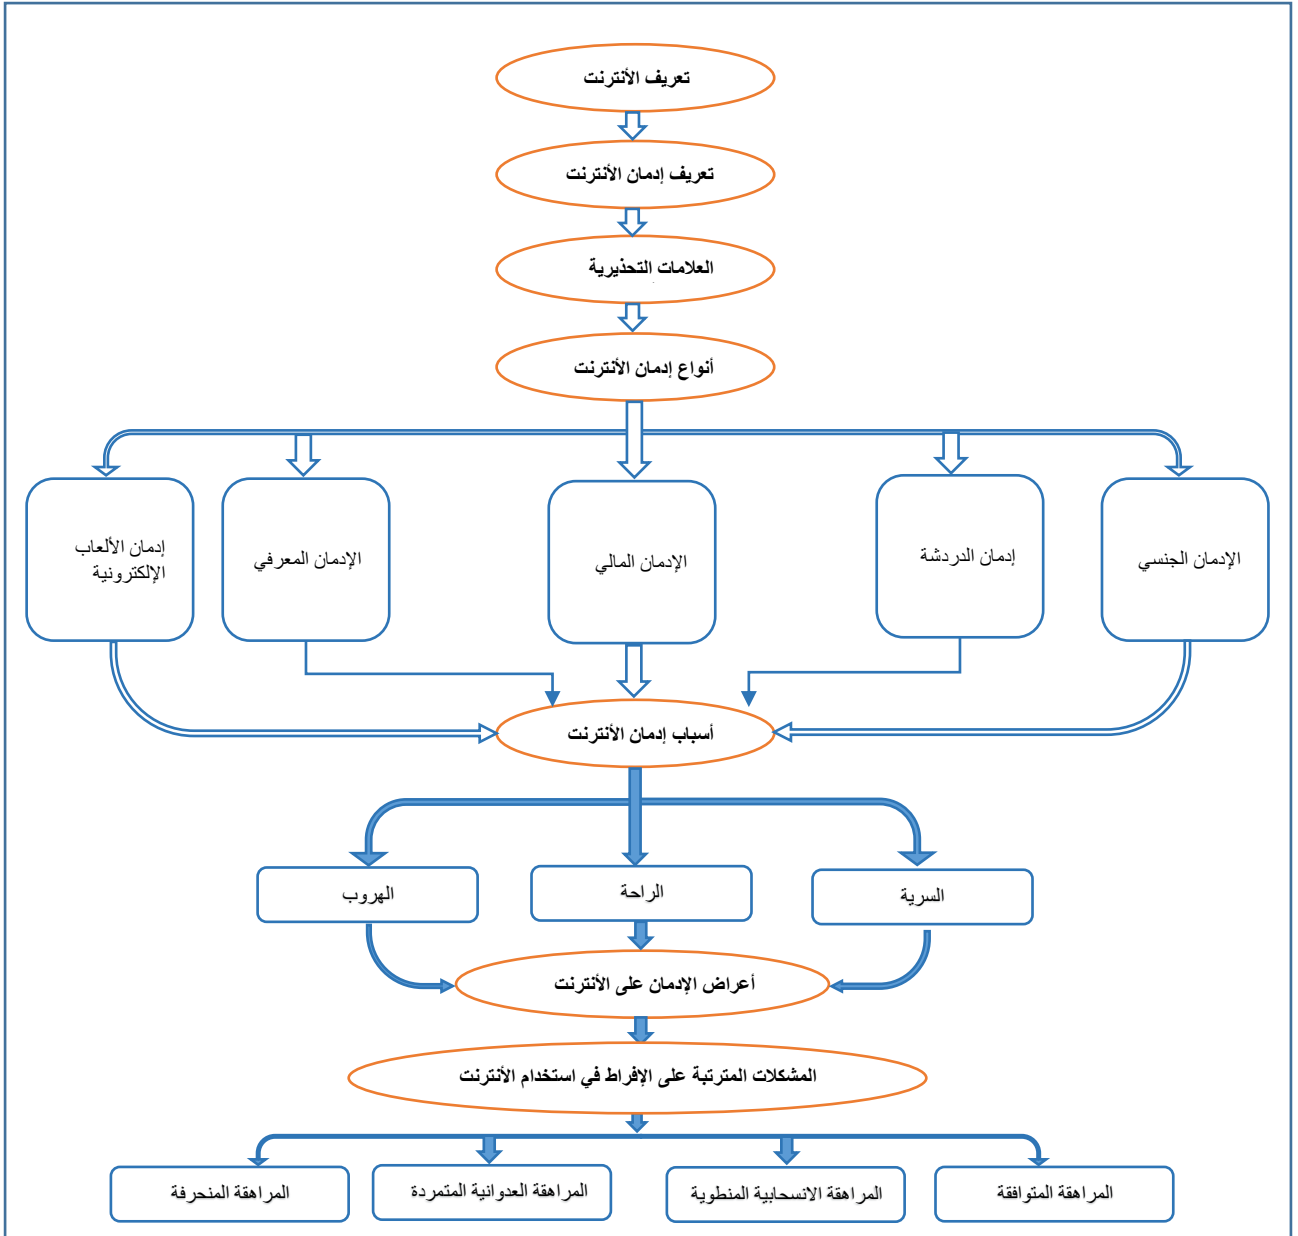 تعريف الأنترنت
تعريف إدمان الأنترنت
العلامات التحذيرية
أنواع إدمان الأنترنت
الإدمان الجنسي
إدمان الدردشة
الإدمان المالي
الإدمان المعرفي
إدمان الألعاب
الإلكترونية
أسباب إدمان الأنترنت
السرية
الراحة
الهروب
أعراض الإدمان على الأنترنت
المشكلات المترتبة على الإفراط في استخدام الأنترنت
المراهقة المتوافقة
المراهقة الانسحابية المنطوية
المراهقة العدوانية المتمردة
المراهقة المنحرفة